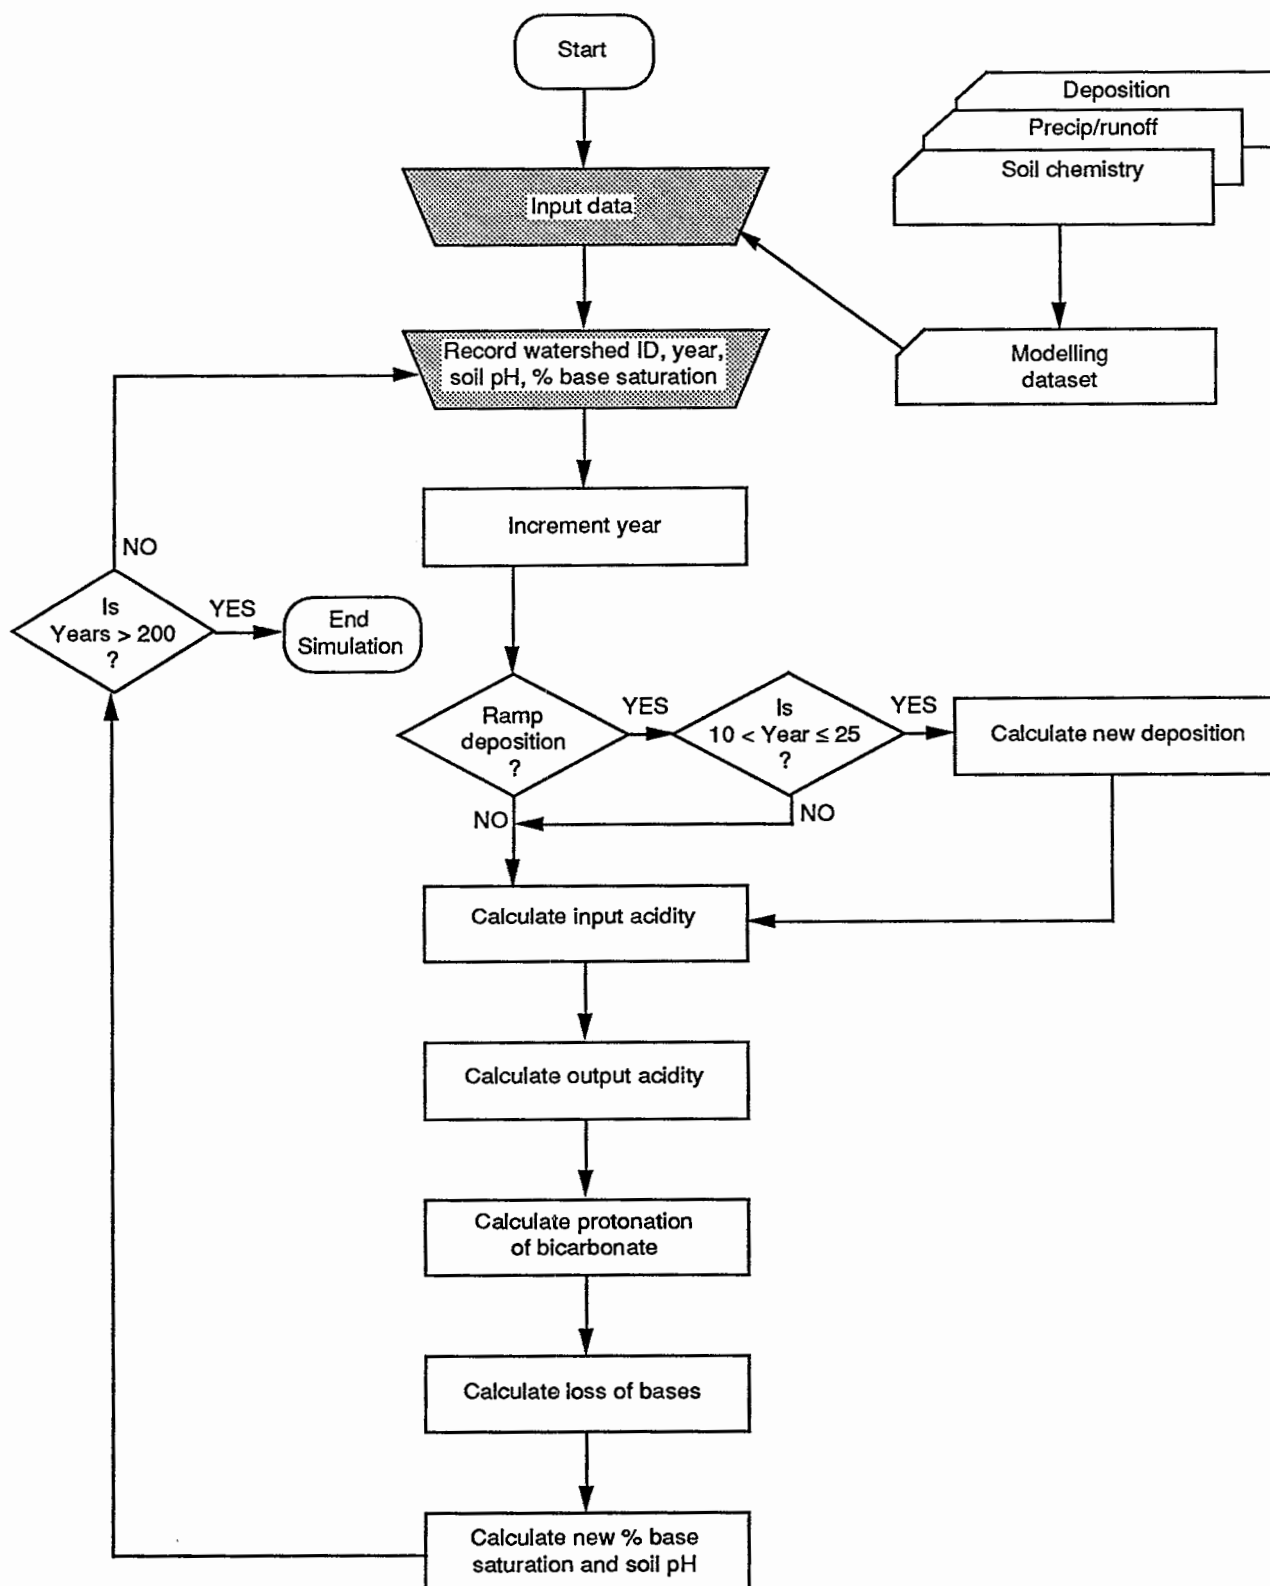 Start
Deposition
Precip/runoff
Soil chemistry
Input data
Record watershed ID, year,
soil pH, % base saturation
Modelling
dataset
Increment year
NO
Is
Years > 200
?
YES
End
Simulation
Ramp
deposition
?
YES
Is
10 < Year ≤ 25
?
YES
Calculate new deposition
NO
NO
Calculate input acidity
Calculate output acidity
Calculate protonation
of bicarbonate
Calculate loss of bases
Calculate new % base
saturation and soil pH